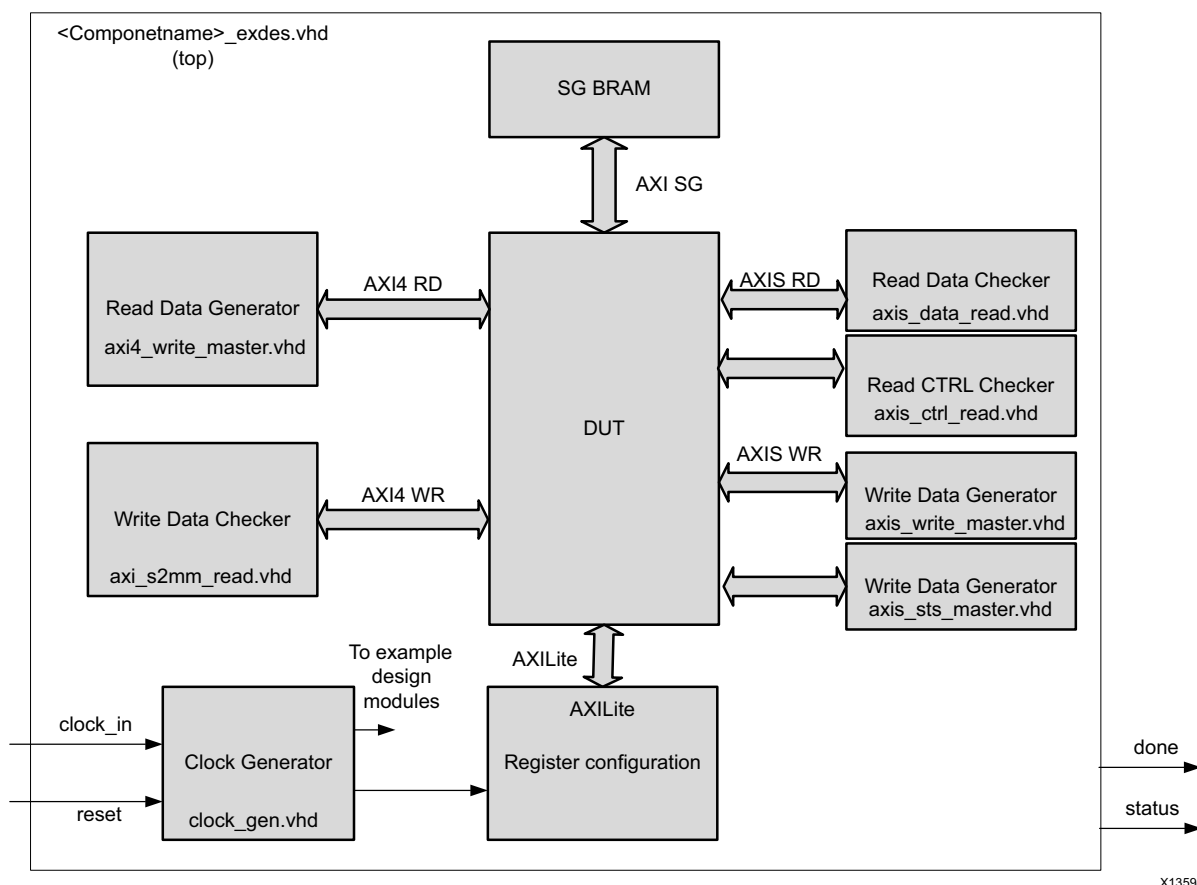 <Componetname>_exdes.vhd
(top)
SG BRAM
AXI SG
Read Data Generator
axi4_write_master.vhd
AXI4 RD
AXIS RD
Read Data Checker
axis_data_read.vhd
Read CTRL Checker
axis_ctrl_read.vhd
DUT
Write Data Checker
axi_s2mm_read.vhd
AXI4 WR
AXIS WR
Write Data Generator
axis_write_master.vhd
Write Data Generator
axis_sts_master.vhd
AXILite
To example
design
modules
clock_in
reset
Clock Generator
clock_gen.vhd
AXILite
Register configuration
done
status
X1359